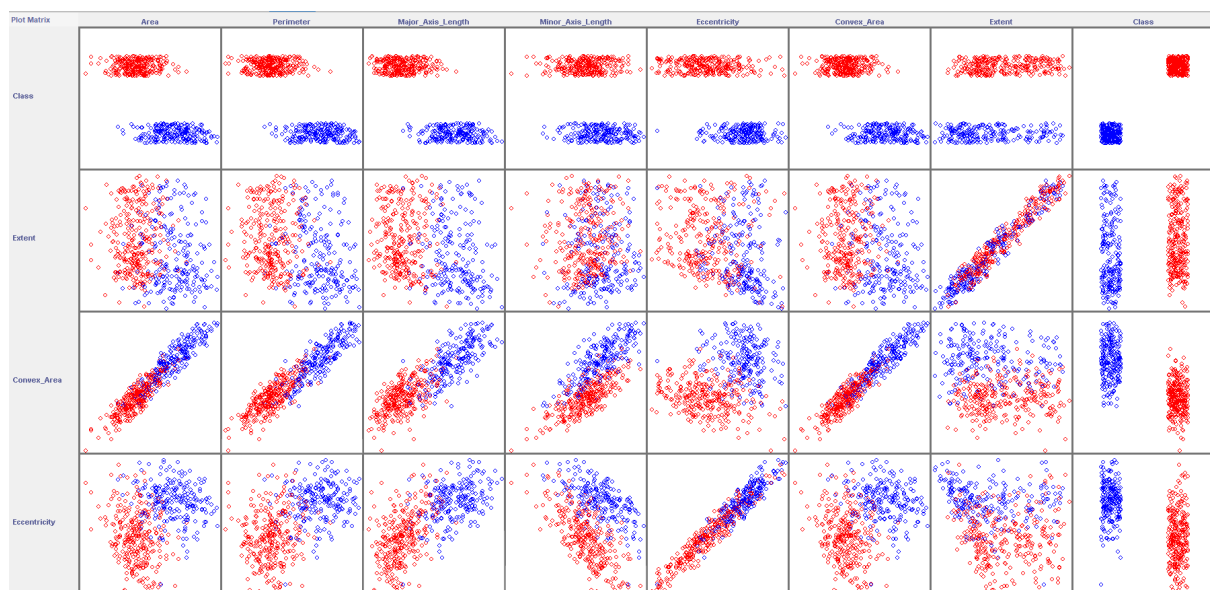 Plot Matrix Area Perimeter Major_Axis_Length Minor_Axis_Length Eccentricity Convex_Area Extent Class
Class
Extent
Convex_Area
Eccentricity